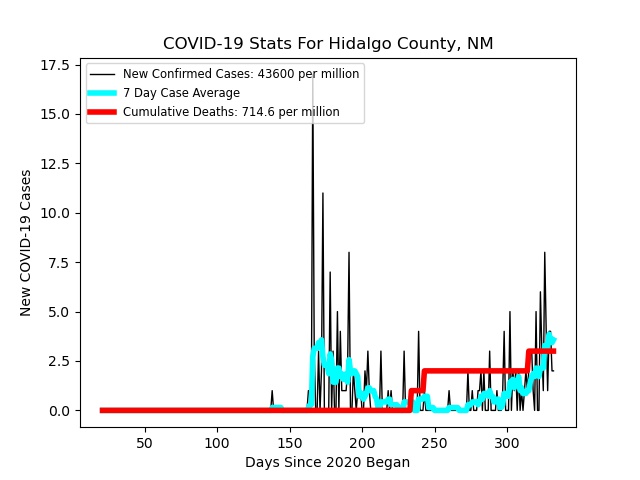 COVID-19 Stats For Hidalgo County, NM
New Confirmed Cases: 43600 per million
7 Day Case Average
Cumulative Deaths: 714.6 per million
17.5
15.0
12.5
10.0
7.5
5.0
2.5
0.0
New COVID-19 Cases
50 100 150 200 250 300
Days Since 2020 Began